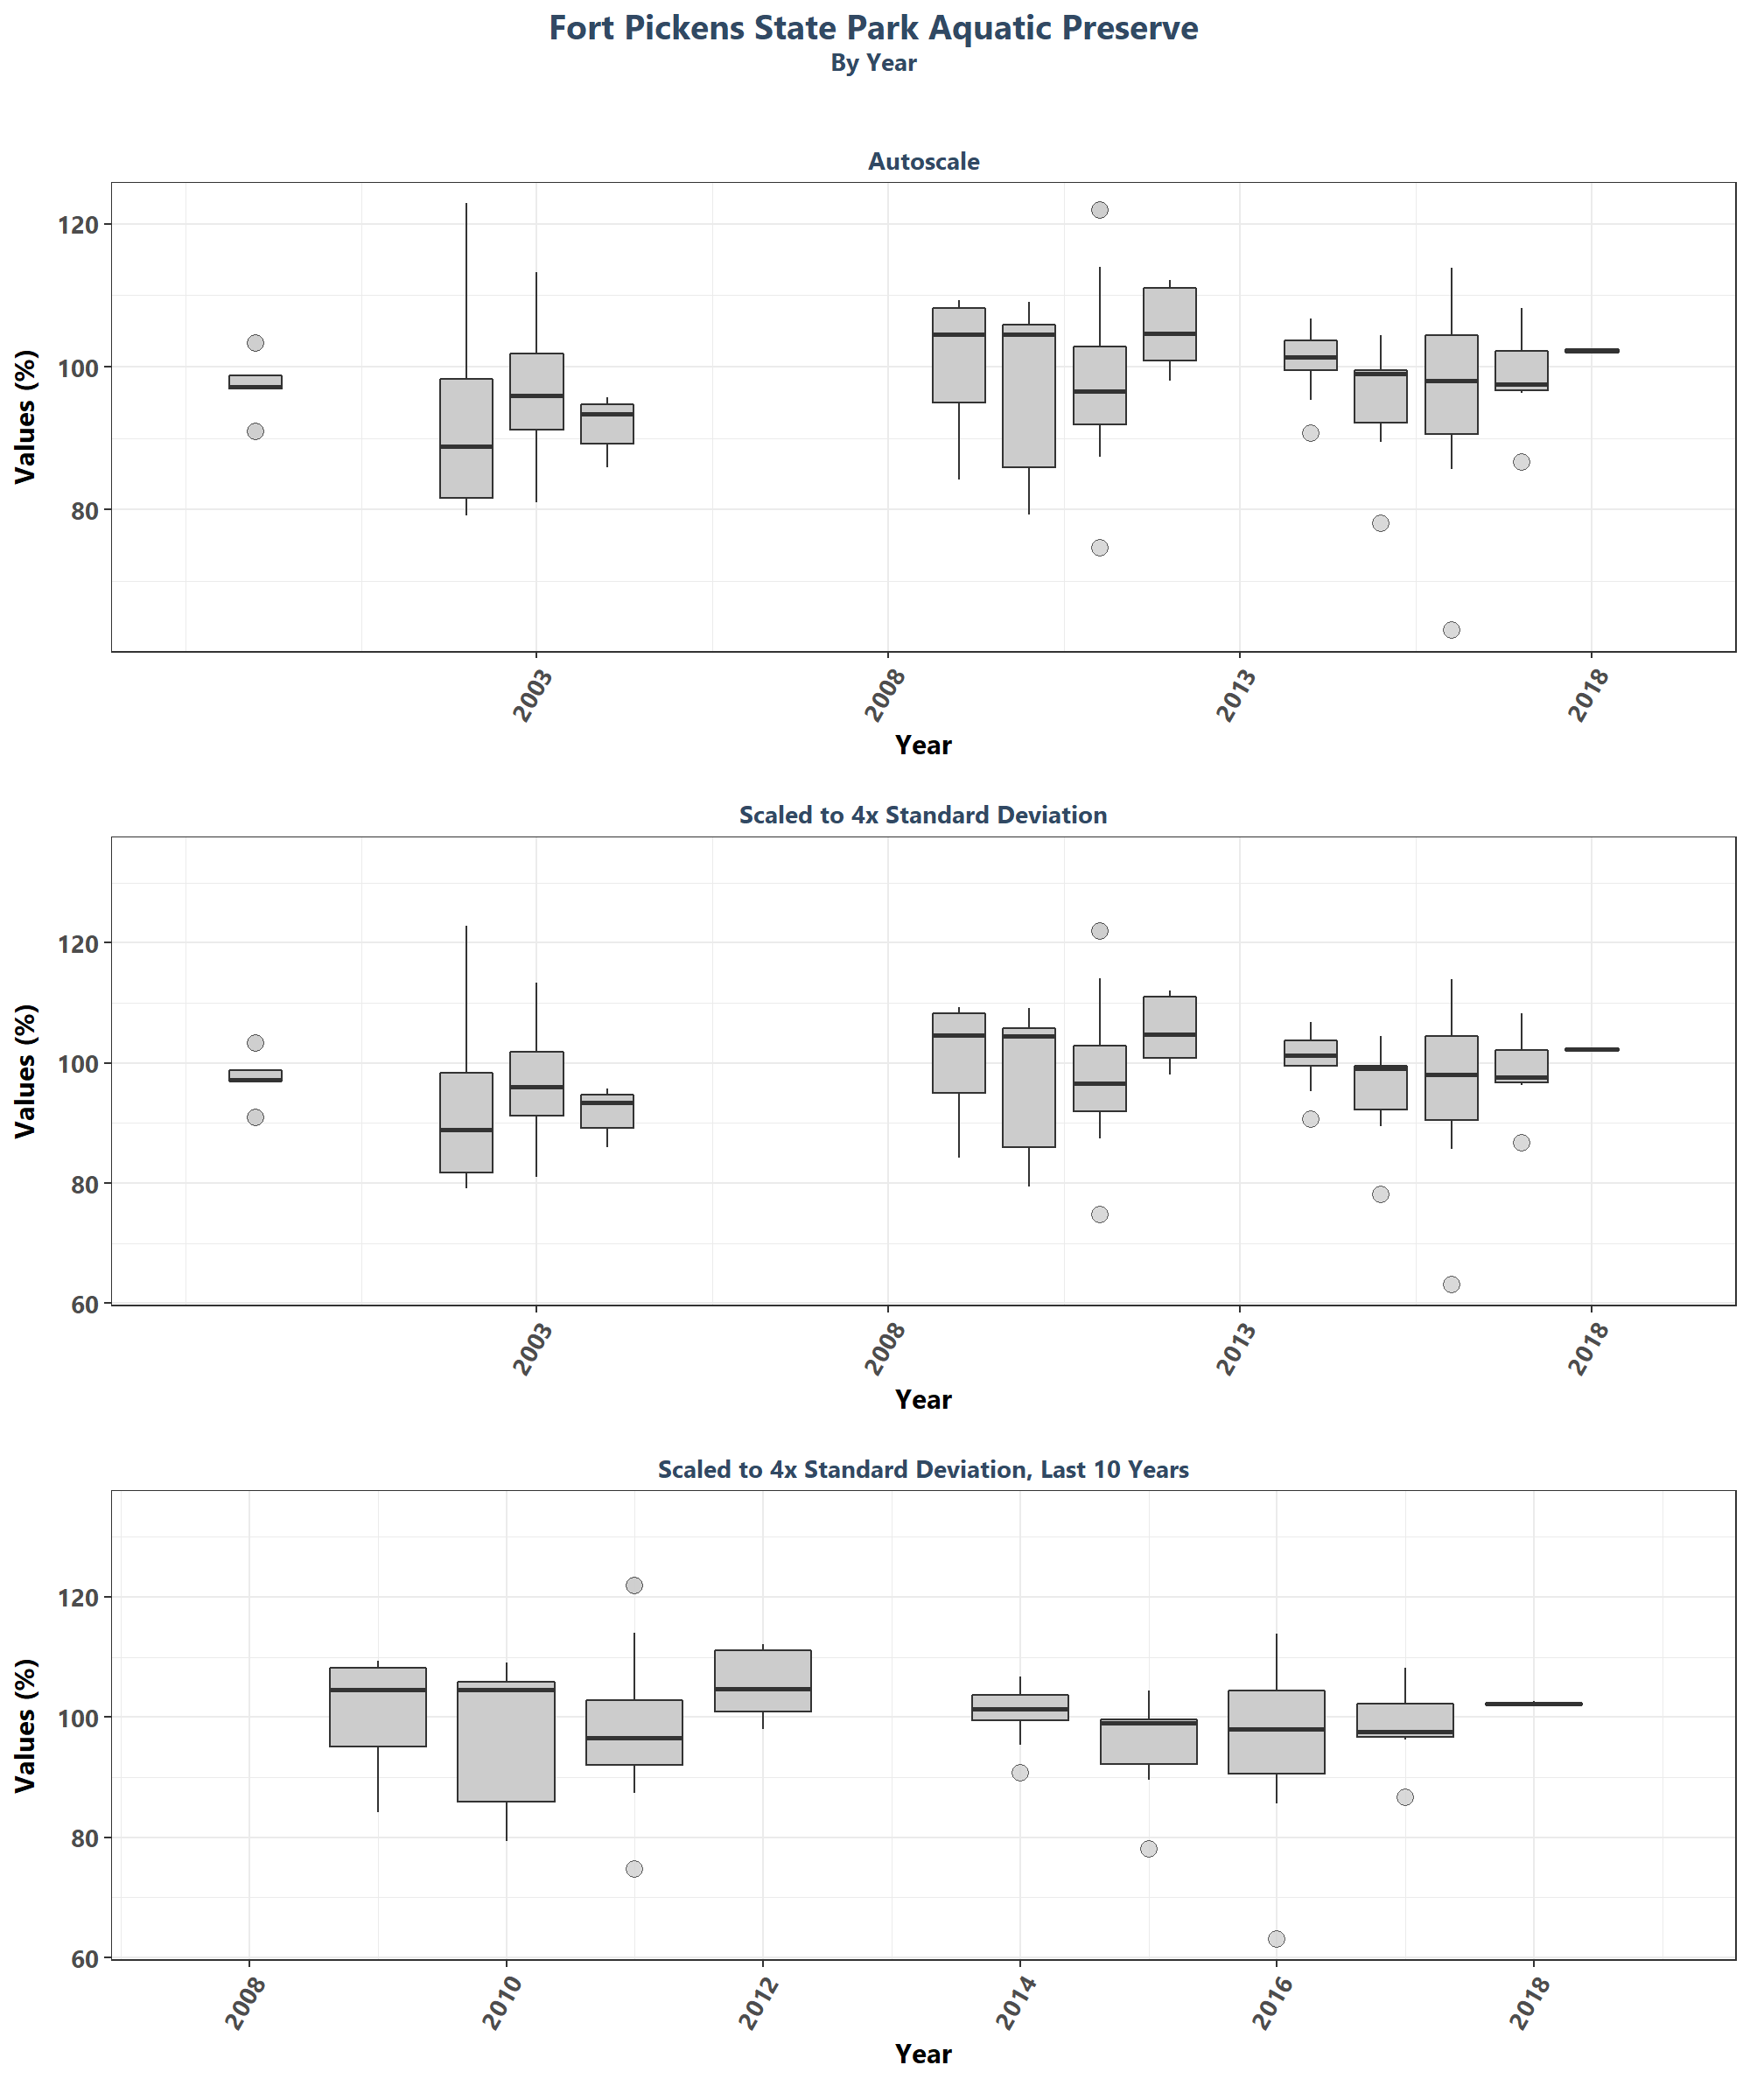 Fort Pickens State Park Aquatic Preserve
By Year
Autoscale
Values (%)
120
100
80
2003
2008
2013
2018
Year
Scaled to 4x Standard Deviation
Values (%)
120
100
80
60
2003
2008
2013
2018
Year
Scaled to 4x Standard Deviation, Last 10 Years
Values (%)
120
100
80
60
2008
2010
2012
2014
2016
2018
Year